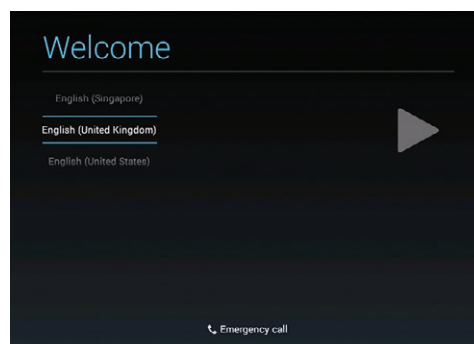 Welcome
English (Singapore)
English (United Kingdom)
English (United States)
Emergency call